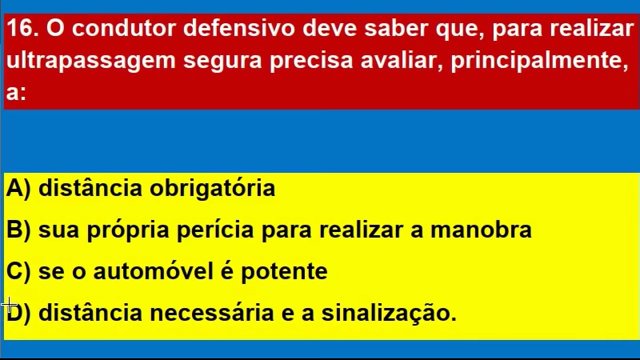 16. O condutor defensivo deve saber que, para realizar
ultrapassagem segura precisa avaliar, principalmente,
a:
A) distância obrigatória
B) sua própria perícia para realizar a manobra
C) se o automóvel é potente
D) distância necessária e a sinalização.